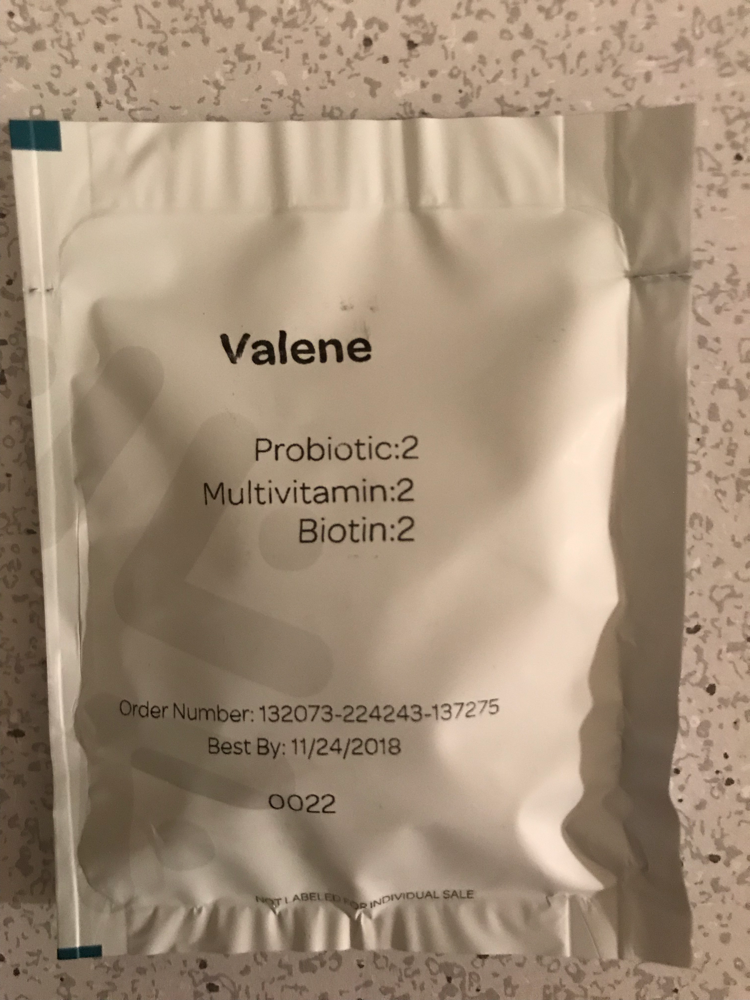 Valene
Probiotic:2
Multivitamin:2
Biotin:2
Order Number: 132073-224243-137275
Best By: 11/24/2018
0022
NOT LABELED FOR INDIVIDUAL SALE